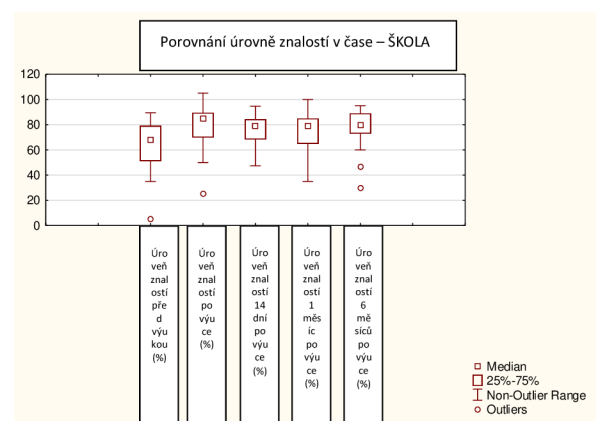 Porovnání úrovně znalostí v čase – ŠKOLA
120
100
80
60
40
20
0
Úro
veň
znal
ostí
pře
d
výu
kou
(%)
Úro
veň
znal
ostí
po
výu
ce
(%)
Úro
veň
znal
ostí
14
dní
po
výu
ce
(%)
Úro
veň
znal
ostí
1
měs
íc
po
výu
ce
(%)
Úro
veň
znal
ostí
6
mě
síců
po
výu
ce
(%)
Median
25%-75%
Non-Outlier Range
Outliers